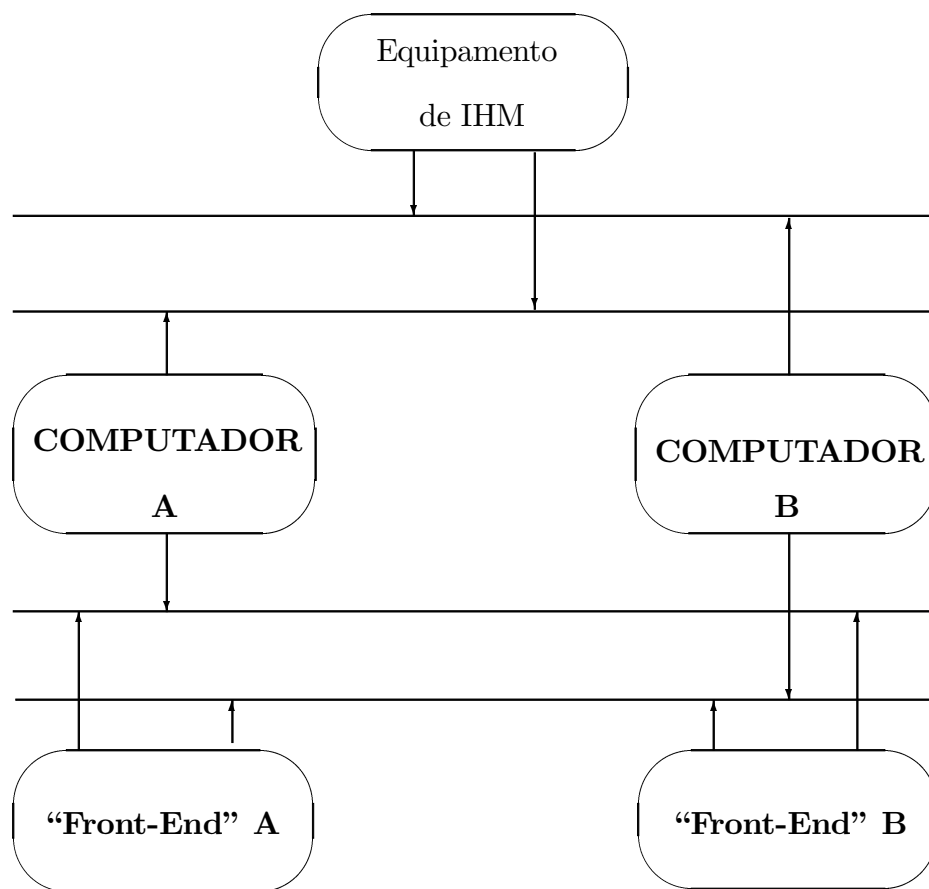 Equipamento
de IHM
COMPUTADOR
A
COMPUTADOR
B
“Front-End” A
“Front-End” B